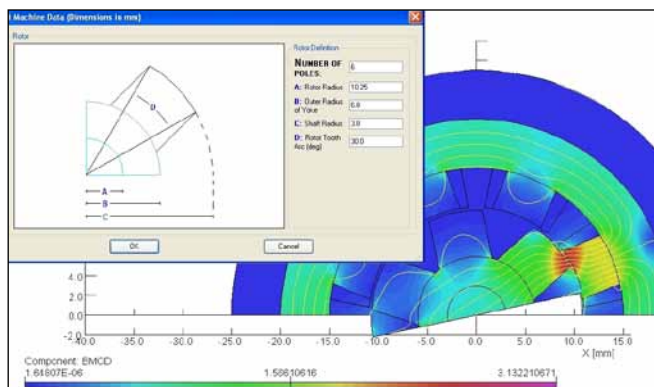 Machine Data (Dimensions is mm)
Rotor
Rotor Definition
NUMBER OF POLES: 6
A: Rotor Radius 10.25
B: Outer Radius of Yoke 6.8
C: Shaft Radius 3.0
D: Rotor Tooth Arc (deg) 30.0
D
A
B
C
OK Cancel
4.0
2.0
0.0
-2.0
-40.0 -35.0 -30.0 -25.0 -20.0 -15.0 -10.0 -5.0 0.0 5.0 10.0 15.0
X [mm]
Component: BMOD
1.61807E-06 1.56610616 3.132210671